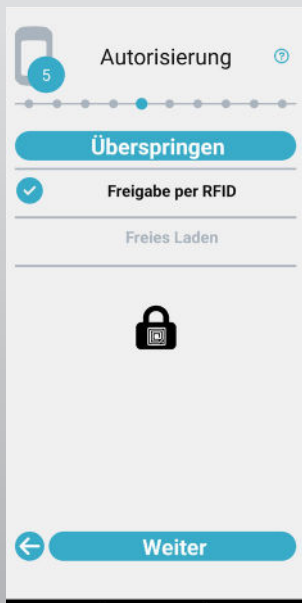 Autorisierung
?
5
Überspringen
Freigabe per RFID
Freies Laden
Weiter